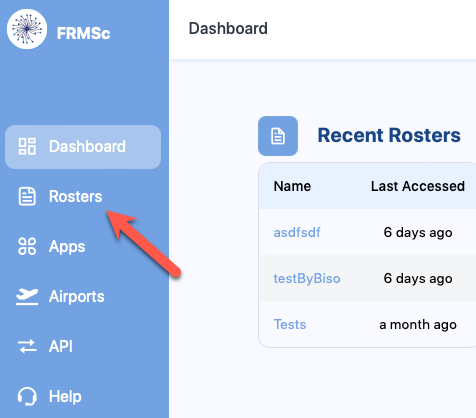 FRMSc
Dashboard
Dashboard
Rosters
Apps
Airports
API
Help
Recent Rosters
Name Last Accessed
asdfsdf 6 days ago
testByBiso 6 days ago
Tests a month ago